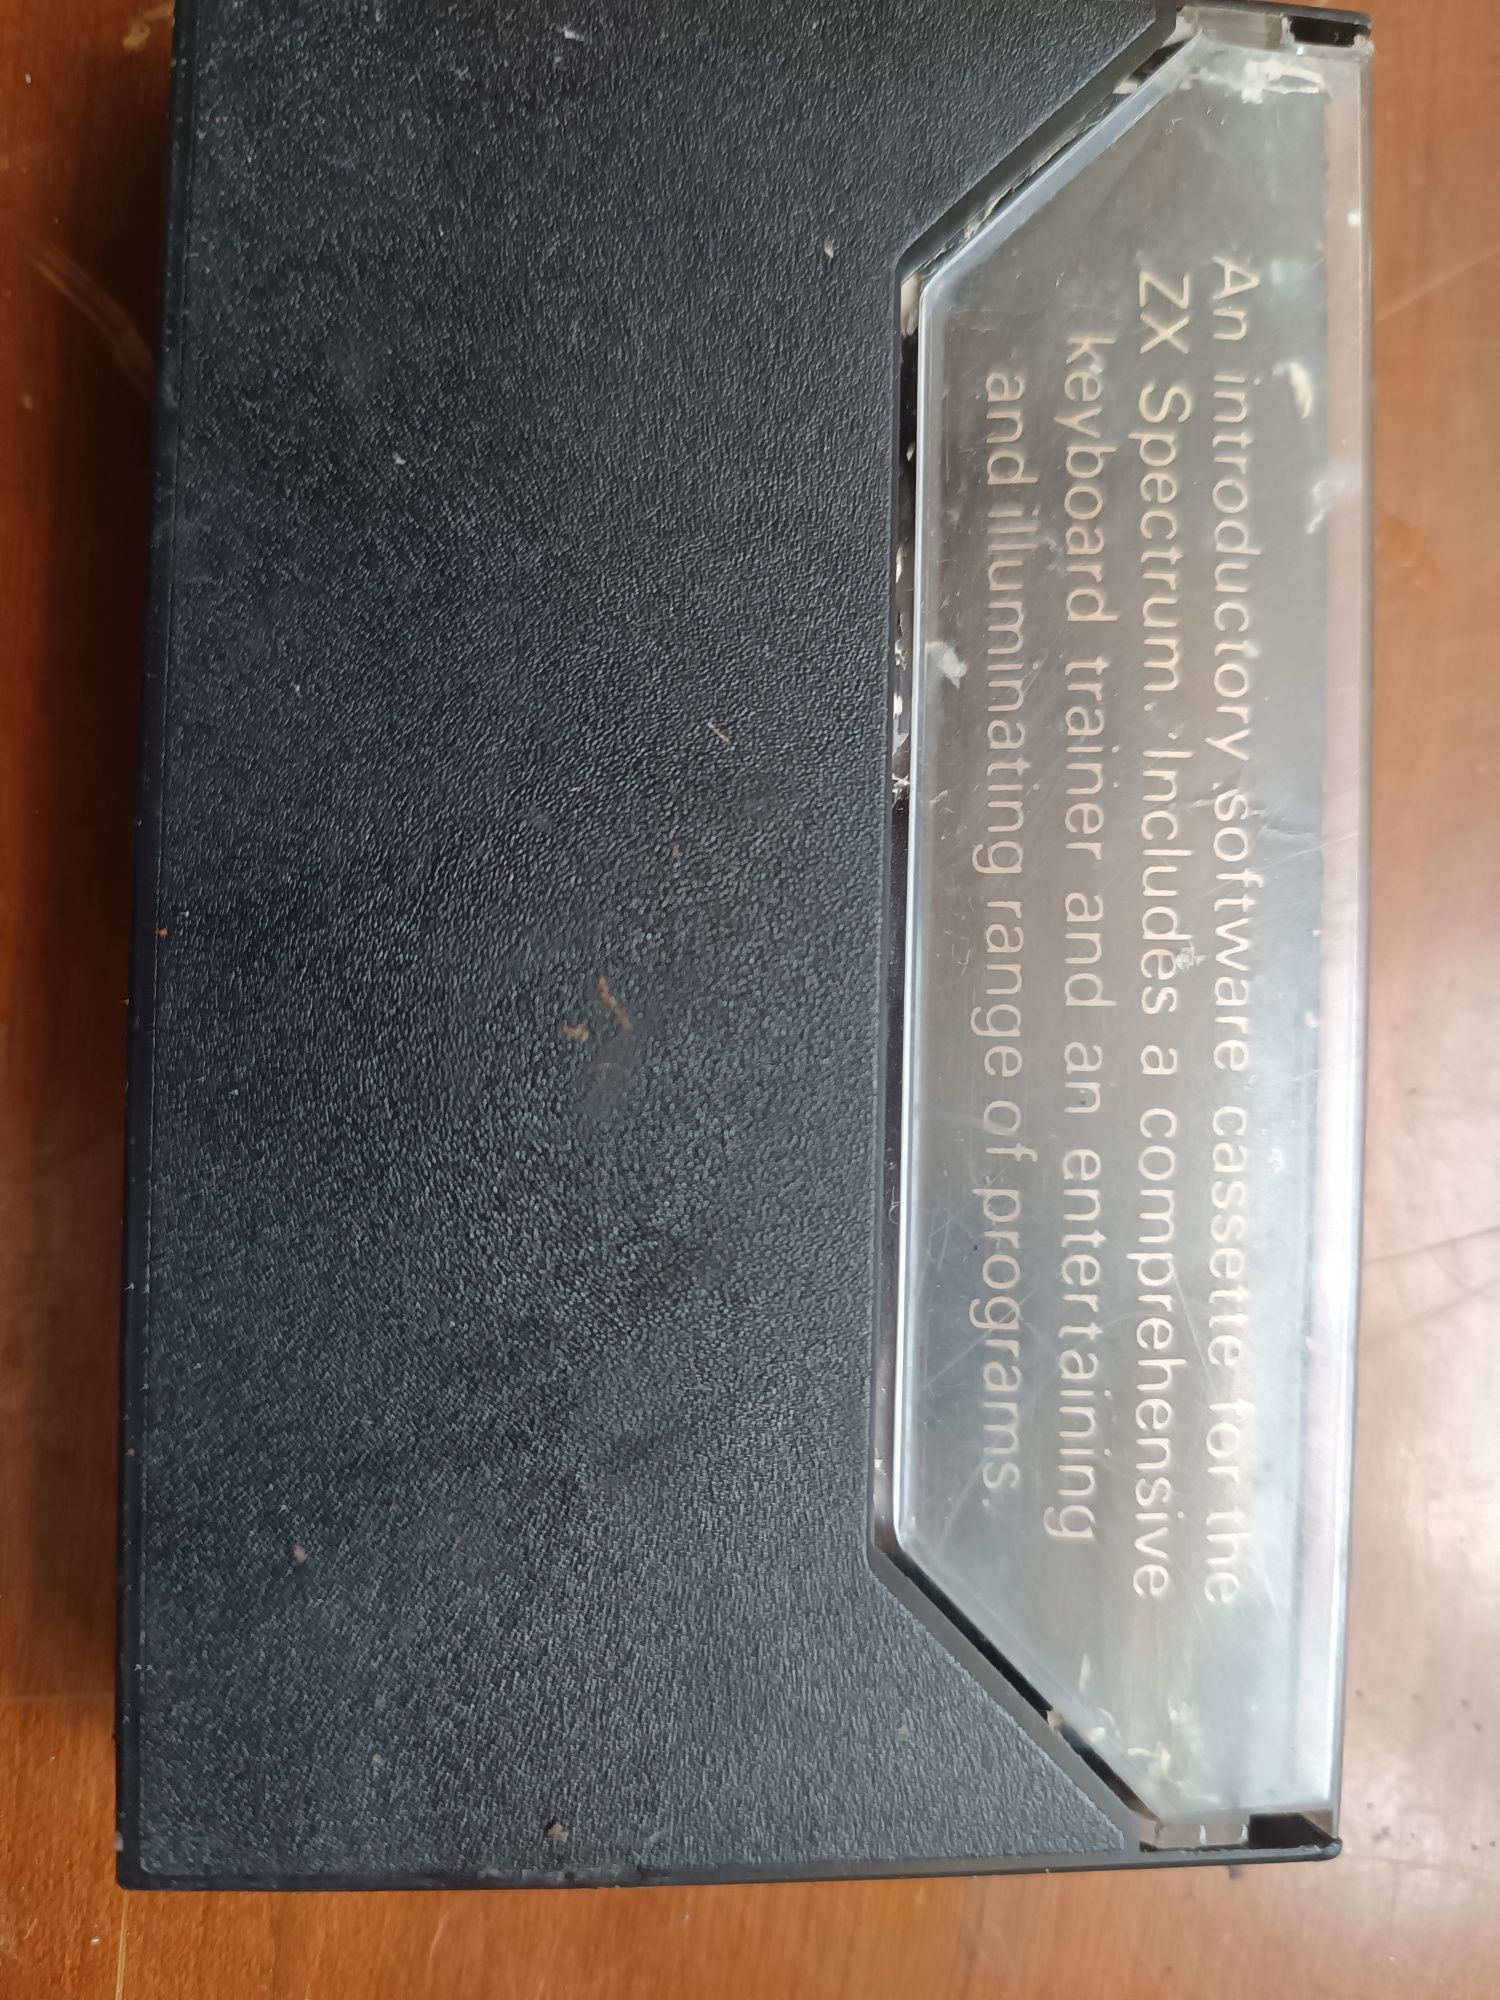 An introductory software cassette for the
ZX Spectrum. Includes a comprehensive
keyboard trainer and an entertaining
and illuminating range of programs.